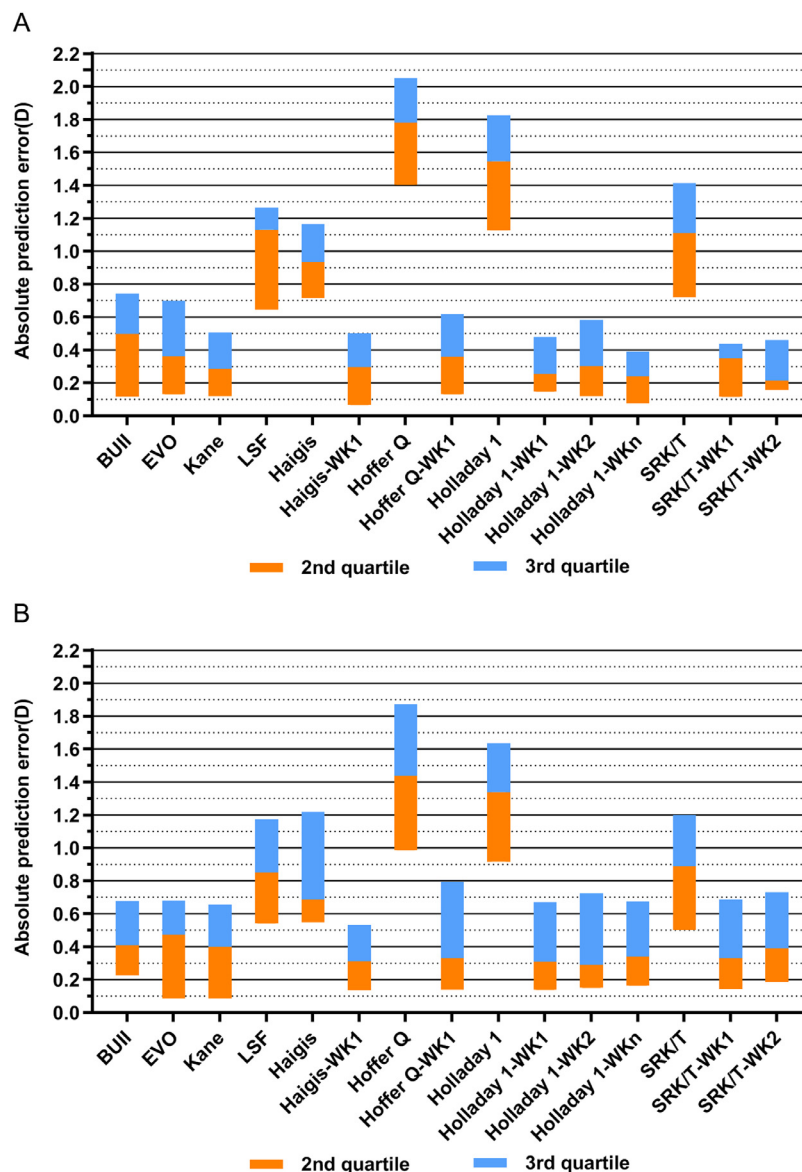 A
Absolute prediction error(D)
2.2
2.0
1.8
1.6
1.4
1.2
1.0
0.8
0.6
0.4
0.2
0.0
BUII
EVO
Kane
LSF
Haigis
Haigis-WK1
Hoffer Q
Hoffer Q-WK1
Holladay 1
Holladay 1-WK1
Holladay 1-WK2
Holladay 1-WKn
SRK/T
SRK/T-WK1
SRK/T-WK2
2nd quartile 3rd quartile
B
Absolute prediction error(D)
2.2
2.0
1.8
1.6
1.4
1.2
1.0
0.8
0.6
0.4
0.2
0.0
BUII
EVO
Kane
LSF
Haigis
Haigis-WK1
Hoffer Q
Hoffer Q-WK1
Holladay 1
Holladay 1-WK1
Holladay 1-WK2
Holladay 1-WKn
SRK/T
SRK/T-WK1
SRK/T-WK2
2nd quartile 3rd quartile